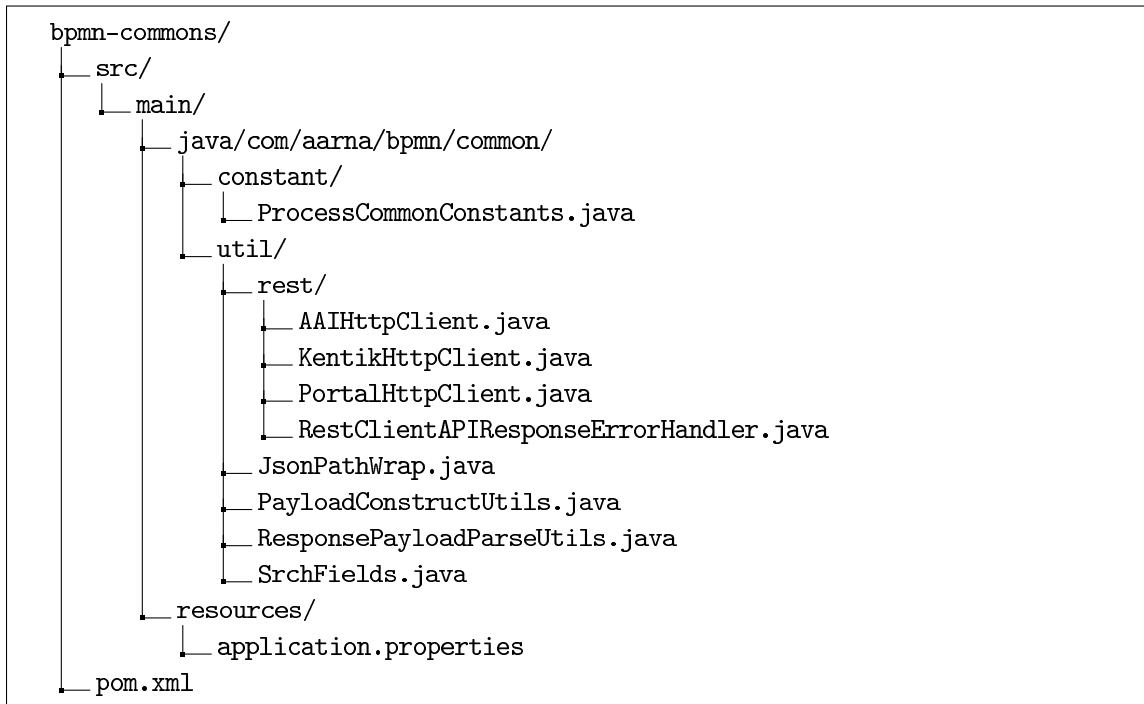 bpmn-commons/
src/
main/
java/com/aarna/bpmn/common/
constant/
ProcessCommonConstants.java
util/
rest/
AAIHttpClient.java
KentikHttpClient.java
PortalHttpClient.java
RestClientAPIResponseErrorHandler.java
JsonPathWrap.java
PayloadConstructUtils.java
ResponsePayloadParseUtils.java
SrchFields.java
resources/
application.properties
pom.xml